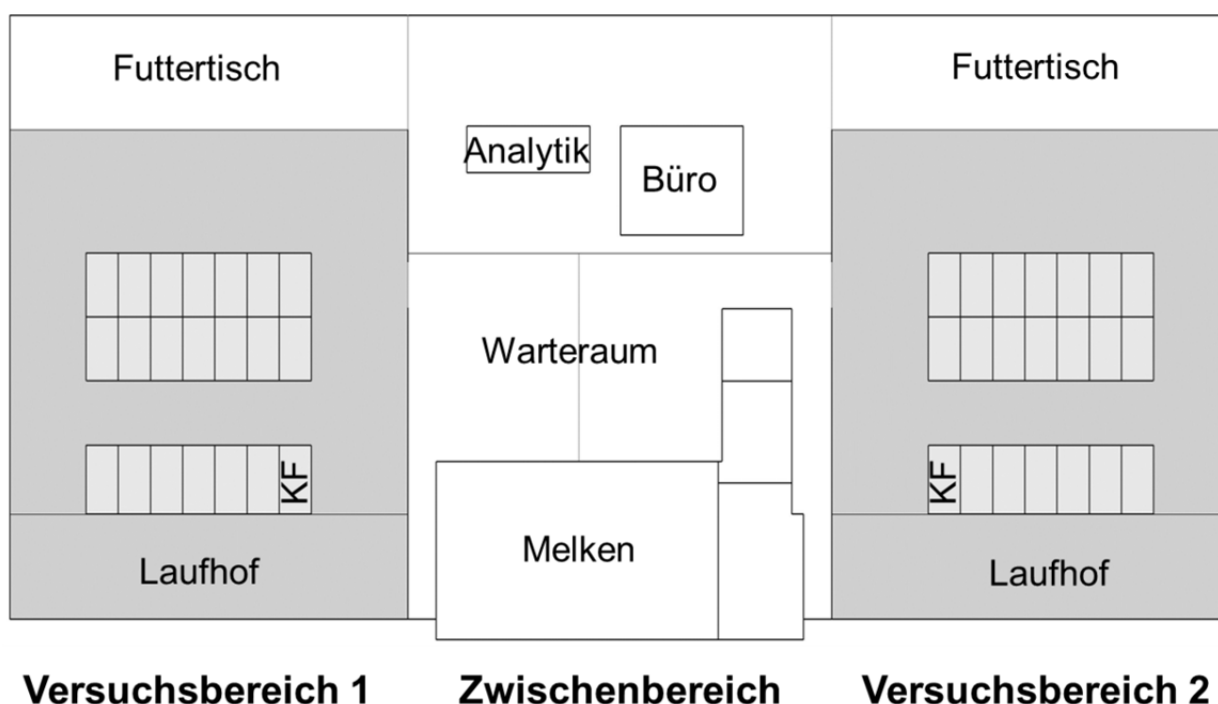 Futtertisch
Futtertisch
Analytik
Büro
Warteraum
KF
KF
Melken
Laufhof
Laufhof
Versuchsbereich 1
Zwischenbereich
Versuchsbereich 2